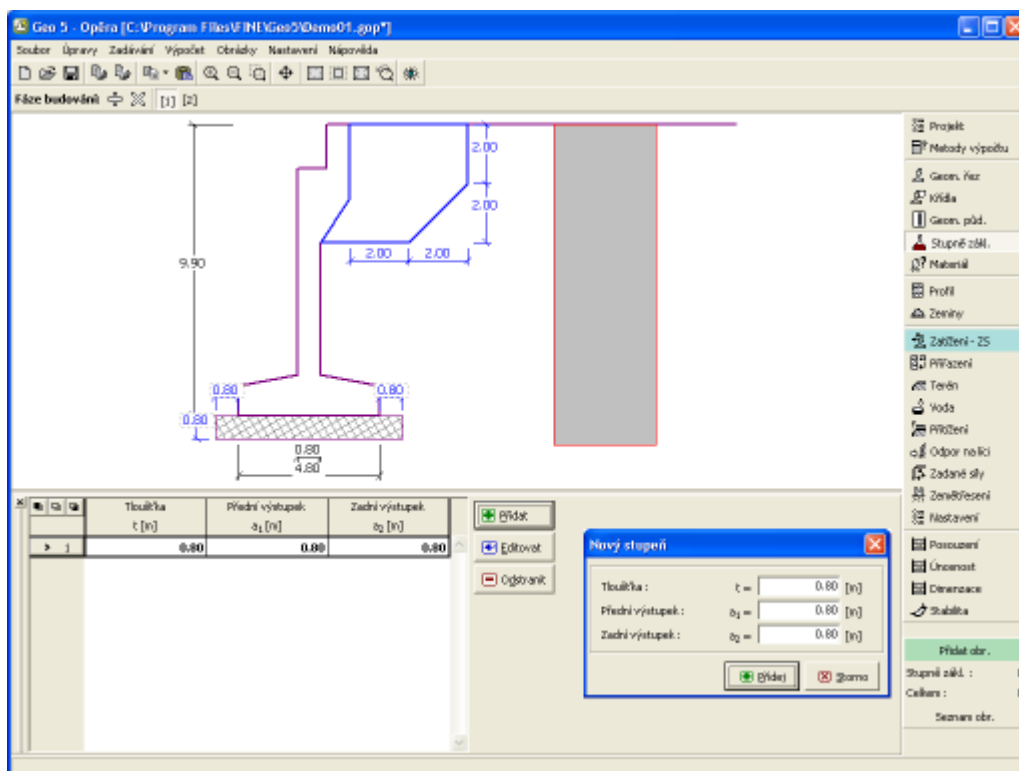 Geo 5 - Opěra [C:\Program Files\FINE\Geo5\Demo01.gop*]
Soubor Úpravy Zadávání Výpočet Obrázky Nastavení Nápověda
Fáze budování [1] [2]
2.00
2.00
2.00 2.00
9.90
0.80 0.80
0.80
0.80
4.80
Projekt
Metody výpočtu
Geom. řez
Křídla
Geom. půd.
Stupně zákl.
Materiál
Profil
Zeminy
Zatížení - ZS
Přiřazení
Terén
Voda
Přitížení
Odpor na líci
Zadané síly
Zemětřesení
Nastavení
Posouzení
Únosnost
Dimenzace
Stabilita
Přidat obr.
Stupně zákl. :
Celkem :
Seznam obr.
Tloušťka Přední výstupek Zadní výstupek
t [m] a1 [m] a2 [m]
> 1 0.80 0.80 0.80
Přidat
Editovat
Odstranit
Nový stupeň
Tloušťka : t = 0.80 [m]
Přední výstupek : a1 = 0.80 [m]
Zadní výstupek : a2 = 0.80 [m]
Přidej Storno